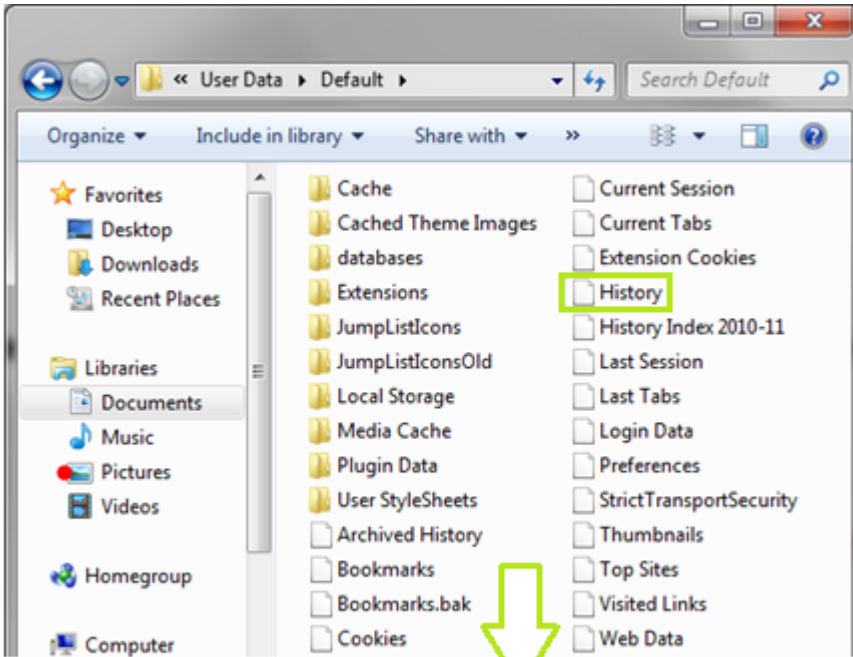 « User Data ▸ Default ▸
Search Default
Organize
Include in library
Share with
»
Favorites
Desktop
Downloads
Recent Places
Libraries
Documents
Music
Pictures
Videos
Homegroup
Computer
Cache
Cached Theme Images
databases
Extensions
JumpListIcons
JumpListIconsOld
Local Storage
Media Cache
Plugin Data
User StyleSheets
Archived History
Bookmarks
Bookmarks.bak
Cookies
Current Session
Current Tabs
Extension Cookies
History
History Index 2010-11
Last Session
Last Tabs
Login Data
Preferences
StrictTransportSecurity
Thumbnails
Top Sites
Visited Links
Web Data